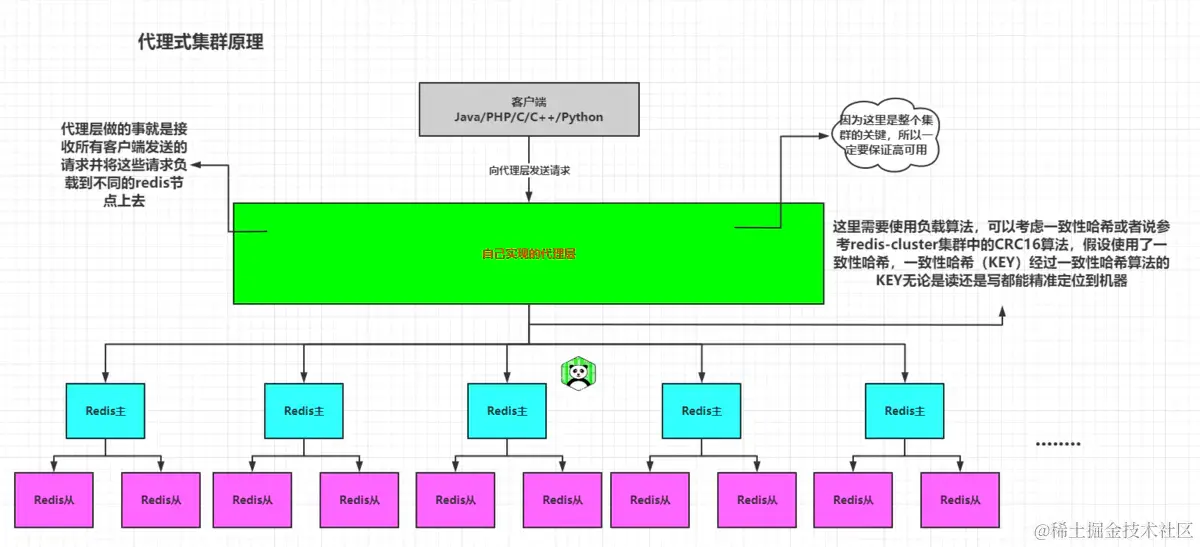 代理式集群原理
客户端
Java/PHP/C/C++/Python
代理层做的事就是接
收所有客户端发送的
请求并将这些请求负
载到不同的redis节
点上去
因为这里是整个集
群的关键，所以一
定要保证高可用
向代理层发送请求
自己实现的代理层
这里需要使用负载算法，可以考虑一致性哈希或者说参
考redis-cluster集群中的CRC16算法，假设使用了一
致性哈希，一致性哈希（KEY）经过一致性哈希算法的
KEY无论是读还是写都能精准定位到机器
Redis主
Redis主
Redis主
Redis主
Redis主
........
Redis从
Redis从
Redis从
Redis从
Redis从
Redis从
Redis从
Redis从
Redis从
Redis从
@稀土掘金技术社区